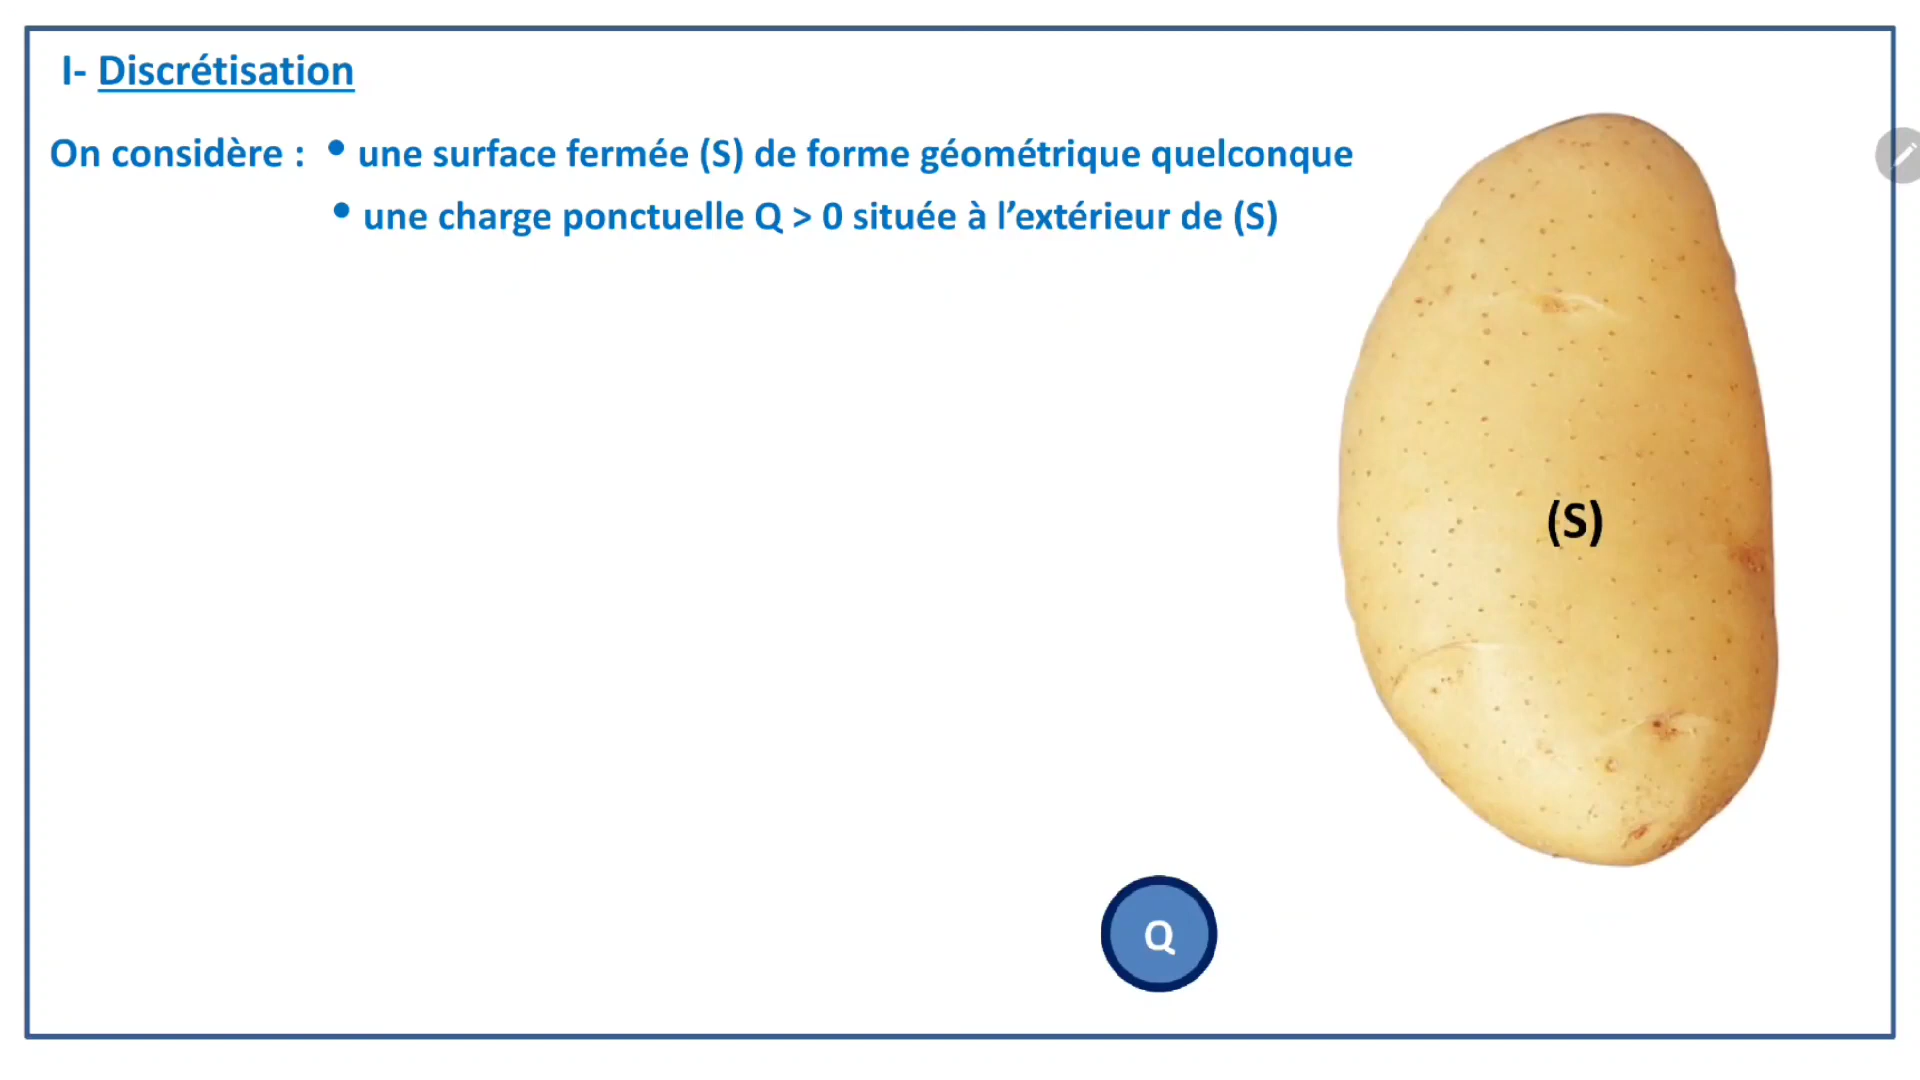 I- Discrétisation
On considère : • une surface fermée (S) de forme géométrique quelconque
• une charge ponctuelle Q > 0 située à l’extérieur de (S)
(S)
Q